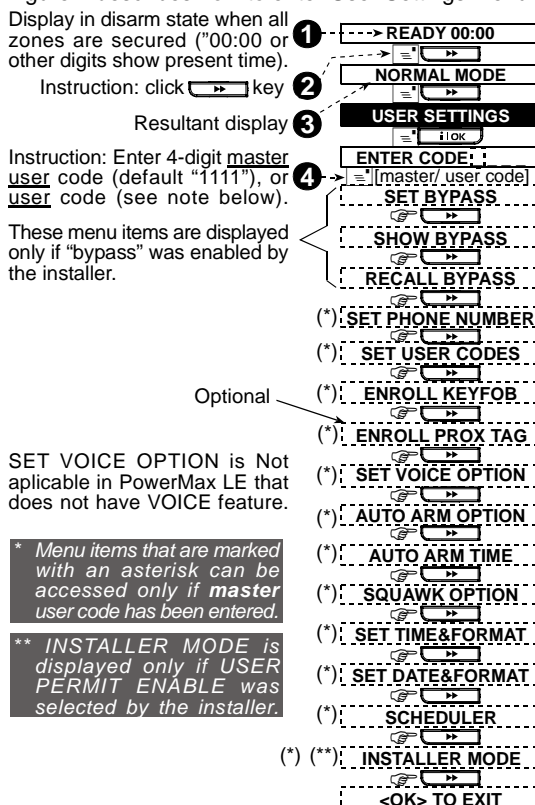 Display in disarm state when all
zones are secured ("00:00 or
other digits show present time).
1
READY 00:00
Instruction: click key 2
NORMAL MODE
Resultant display 3
USER SETTINGS
i OK
Instruction: Enter 4-digit master
user code (default "1111"), or
user code (see note below).
ENTER CODE
4 [master/ user code]
These menu items are displayed
only if "bypass" was enabled by
the installer.
SET BYPASS
SHOW BYPASS
RECALL BYPASS
(*) SET PHONE NUMBER
(*) SET USER CODES
(*) ENROLL KEYFOB
Optional
(*) ENROLL PROX TAG
SET VOICE OPTION is Not
aplicable in PowerMax LE that
does not have VOICE feature.
(*) SET VOICE OPTION
(*) AUTO ARM OPTION
* Menu items that are marked
with an asterisk can be
accessed only if master
user code has been entered.
(*) AUTO ARM TIME
(*) SQUAWK OPTION
** INSTALLER MODE is
displayed only if USER
PERMIT ENABLE was
selected by the installer.
(*) SET TIME&FORMAT
(*) SET DATE&FORMAT
(*) SCHEDULER
(*) (**) INSTALLER MODE
<OK> TO EXIT